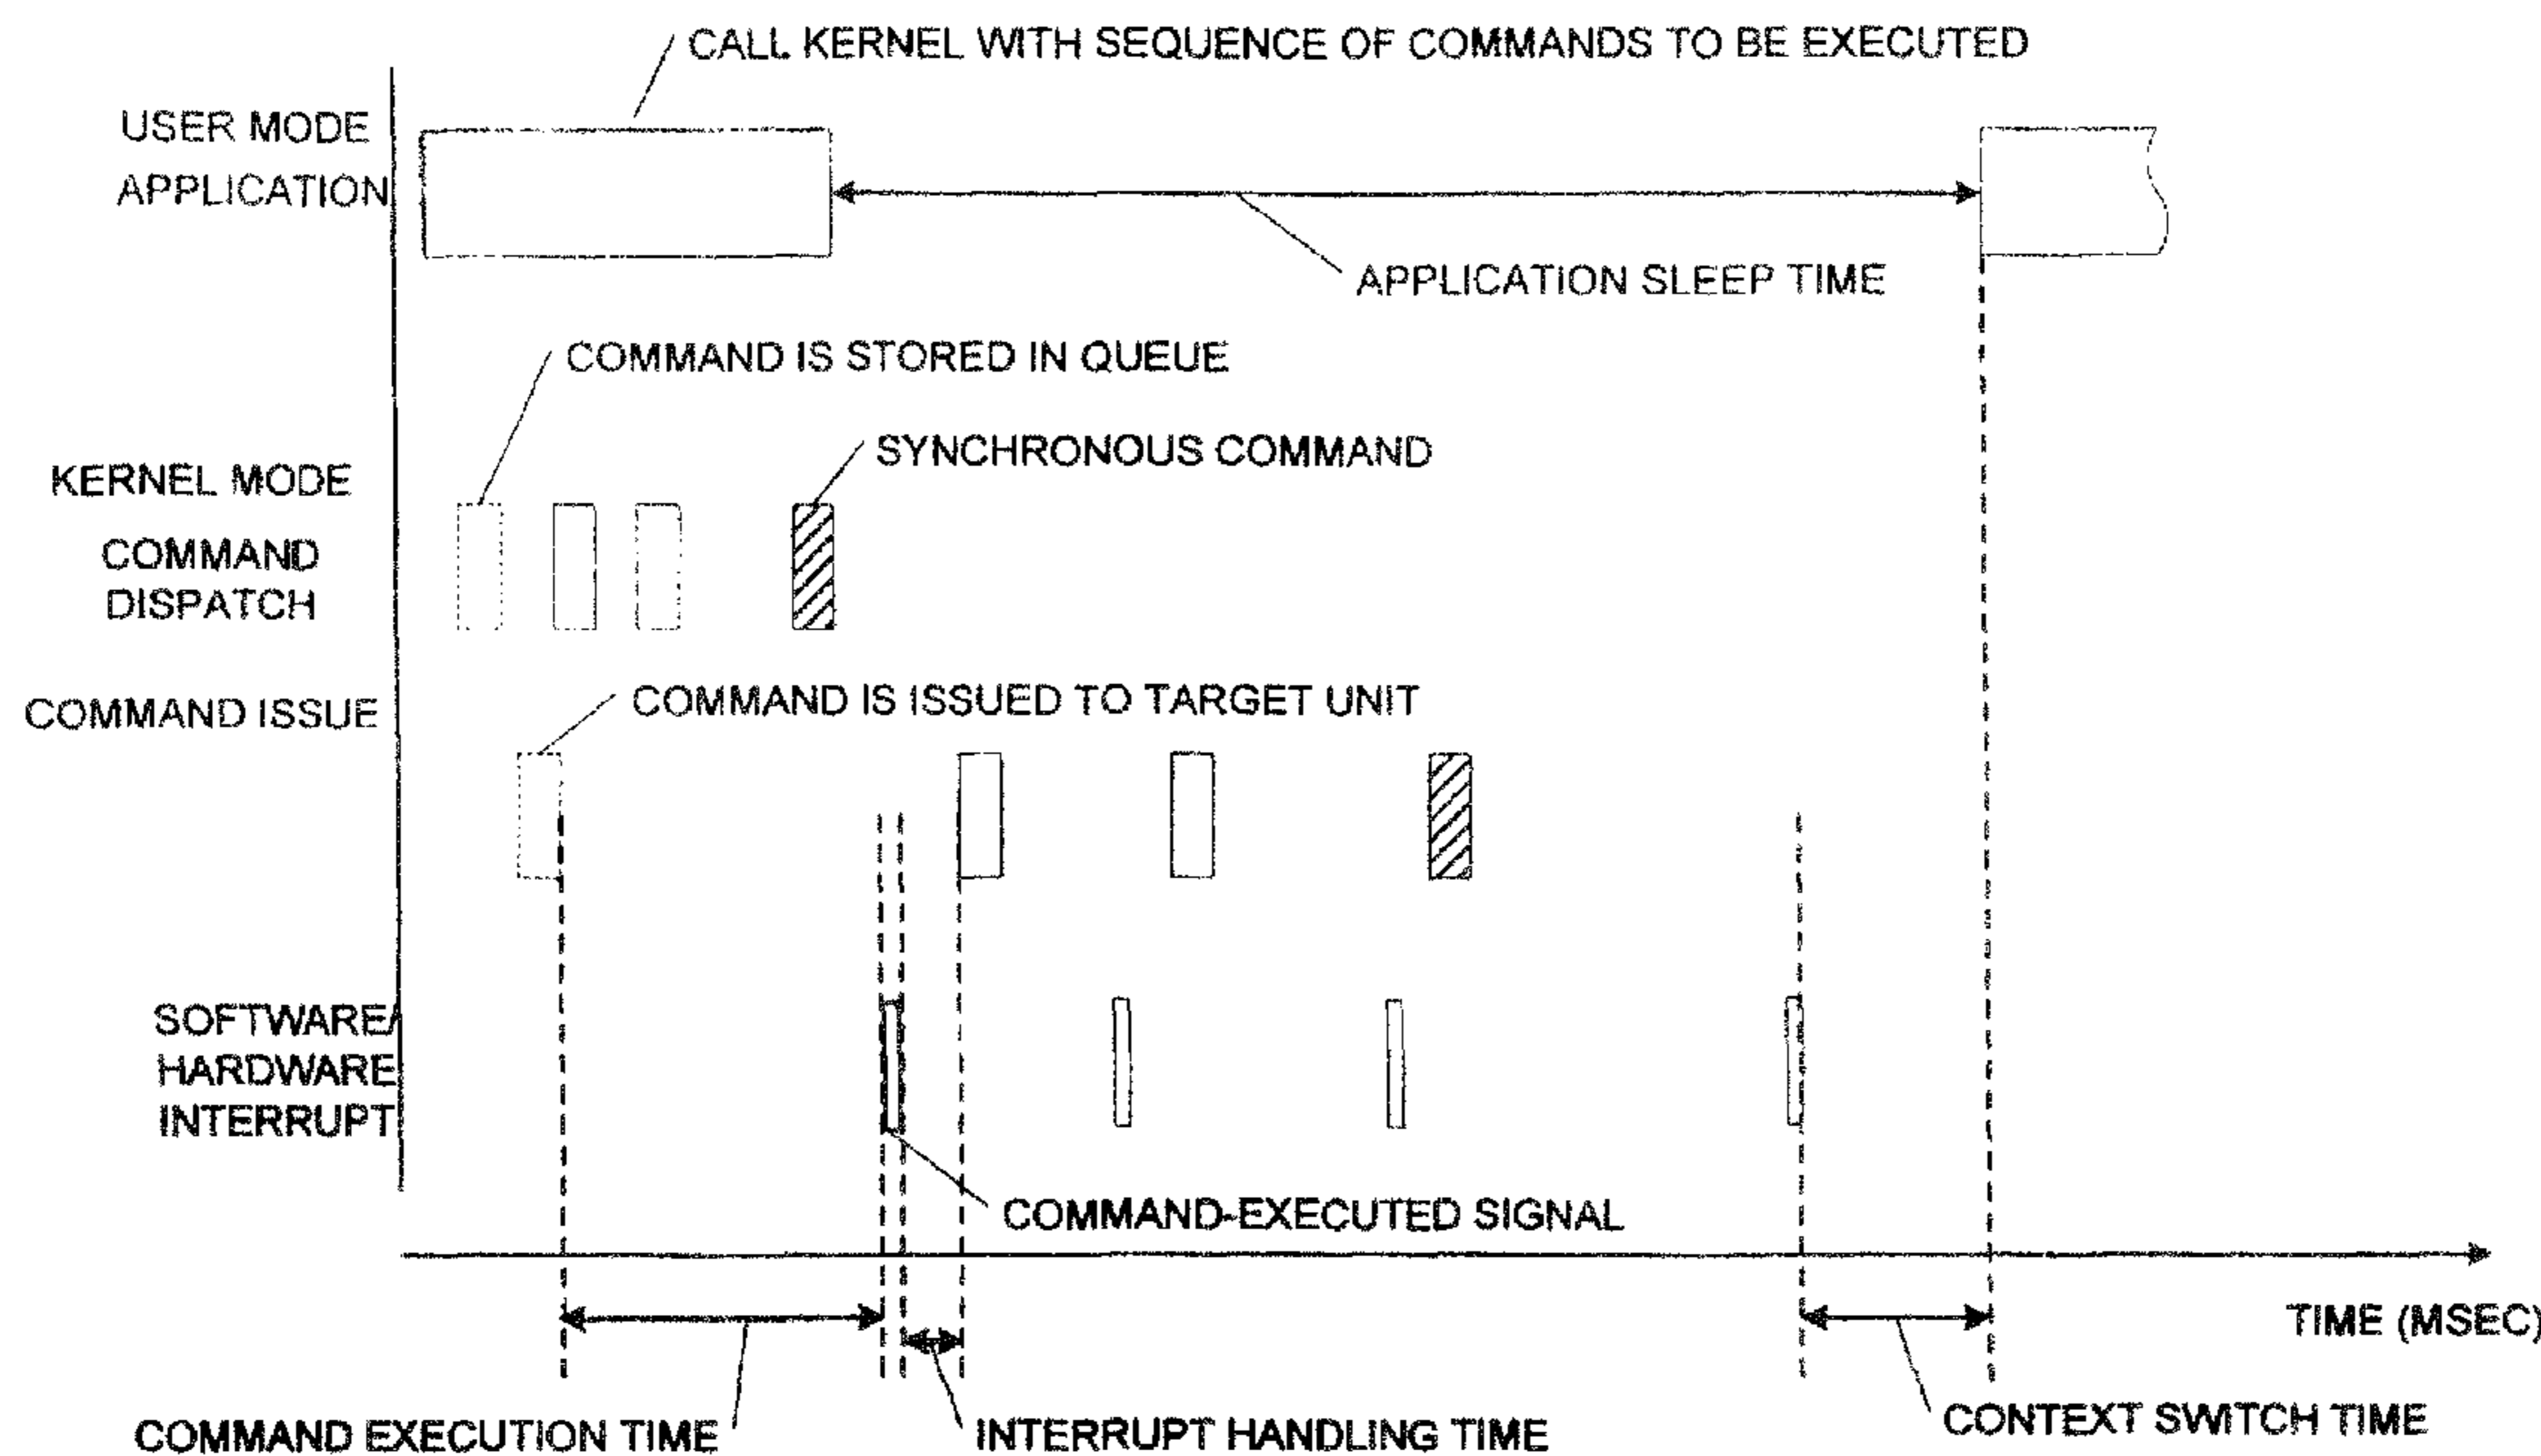 CALL KERNEL WITH SEQUENCE OF COMMANDS TO BE EXECUTED
USER MODE
APPLICATION
APPLICATION SLEEP TIME
COMMAND IS STORED IN QUEUE
SYNCHRONOUS COMMAND
KERNEL MODE
COMMAND
DISPATCH
COMMAND IS ISSUED TO TARGET UNIT
COMMAND ISSUE
SOFTWARE/
HARDWARE
INTERRUPT
COMMAND-EXECUTED SIGNAL
TIME (MSEC)
COMMAND EXECUTION TIME
INTERRUPT HANDLING TIME
CONTEXT SWITCH TIME